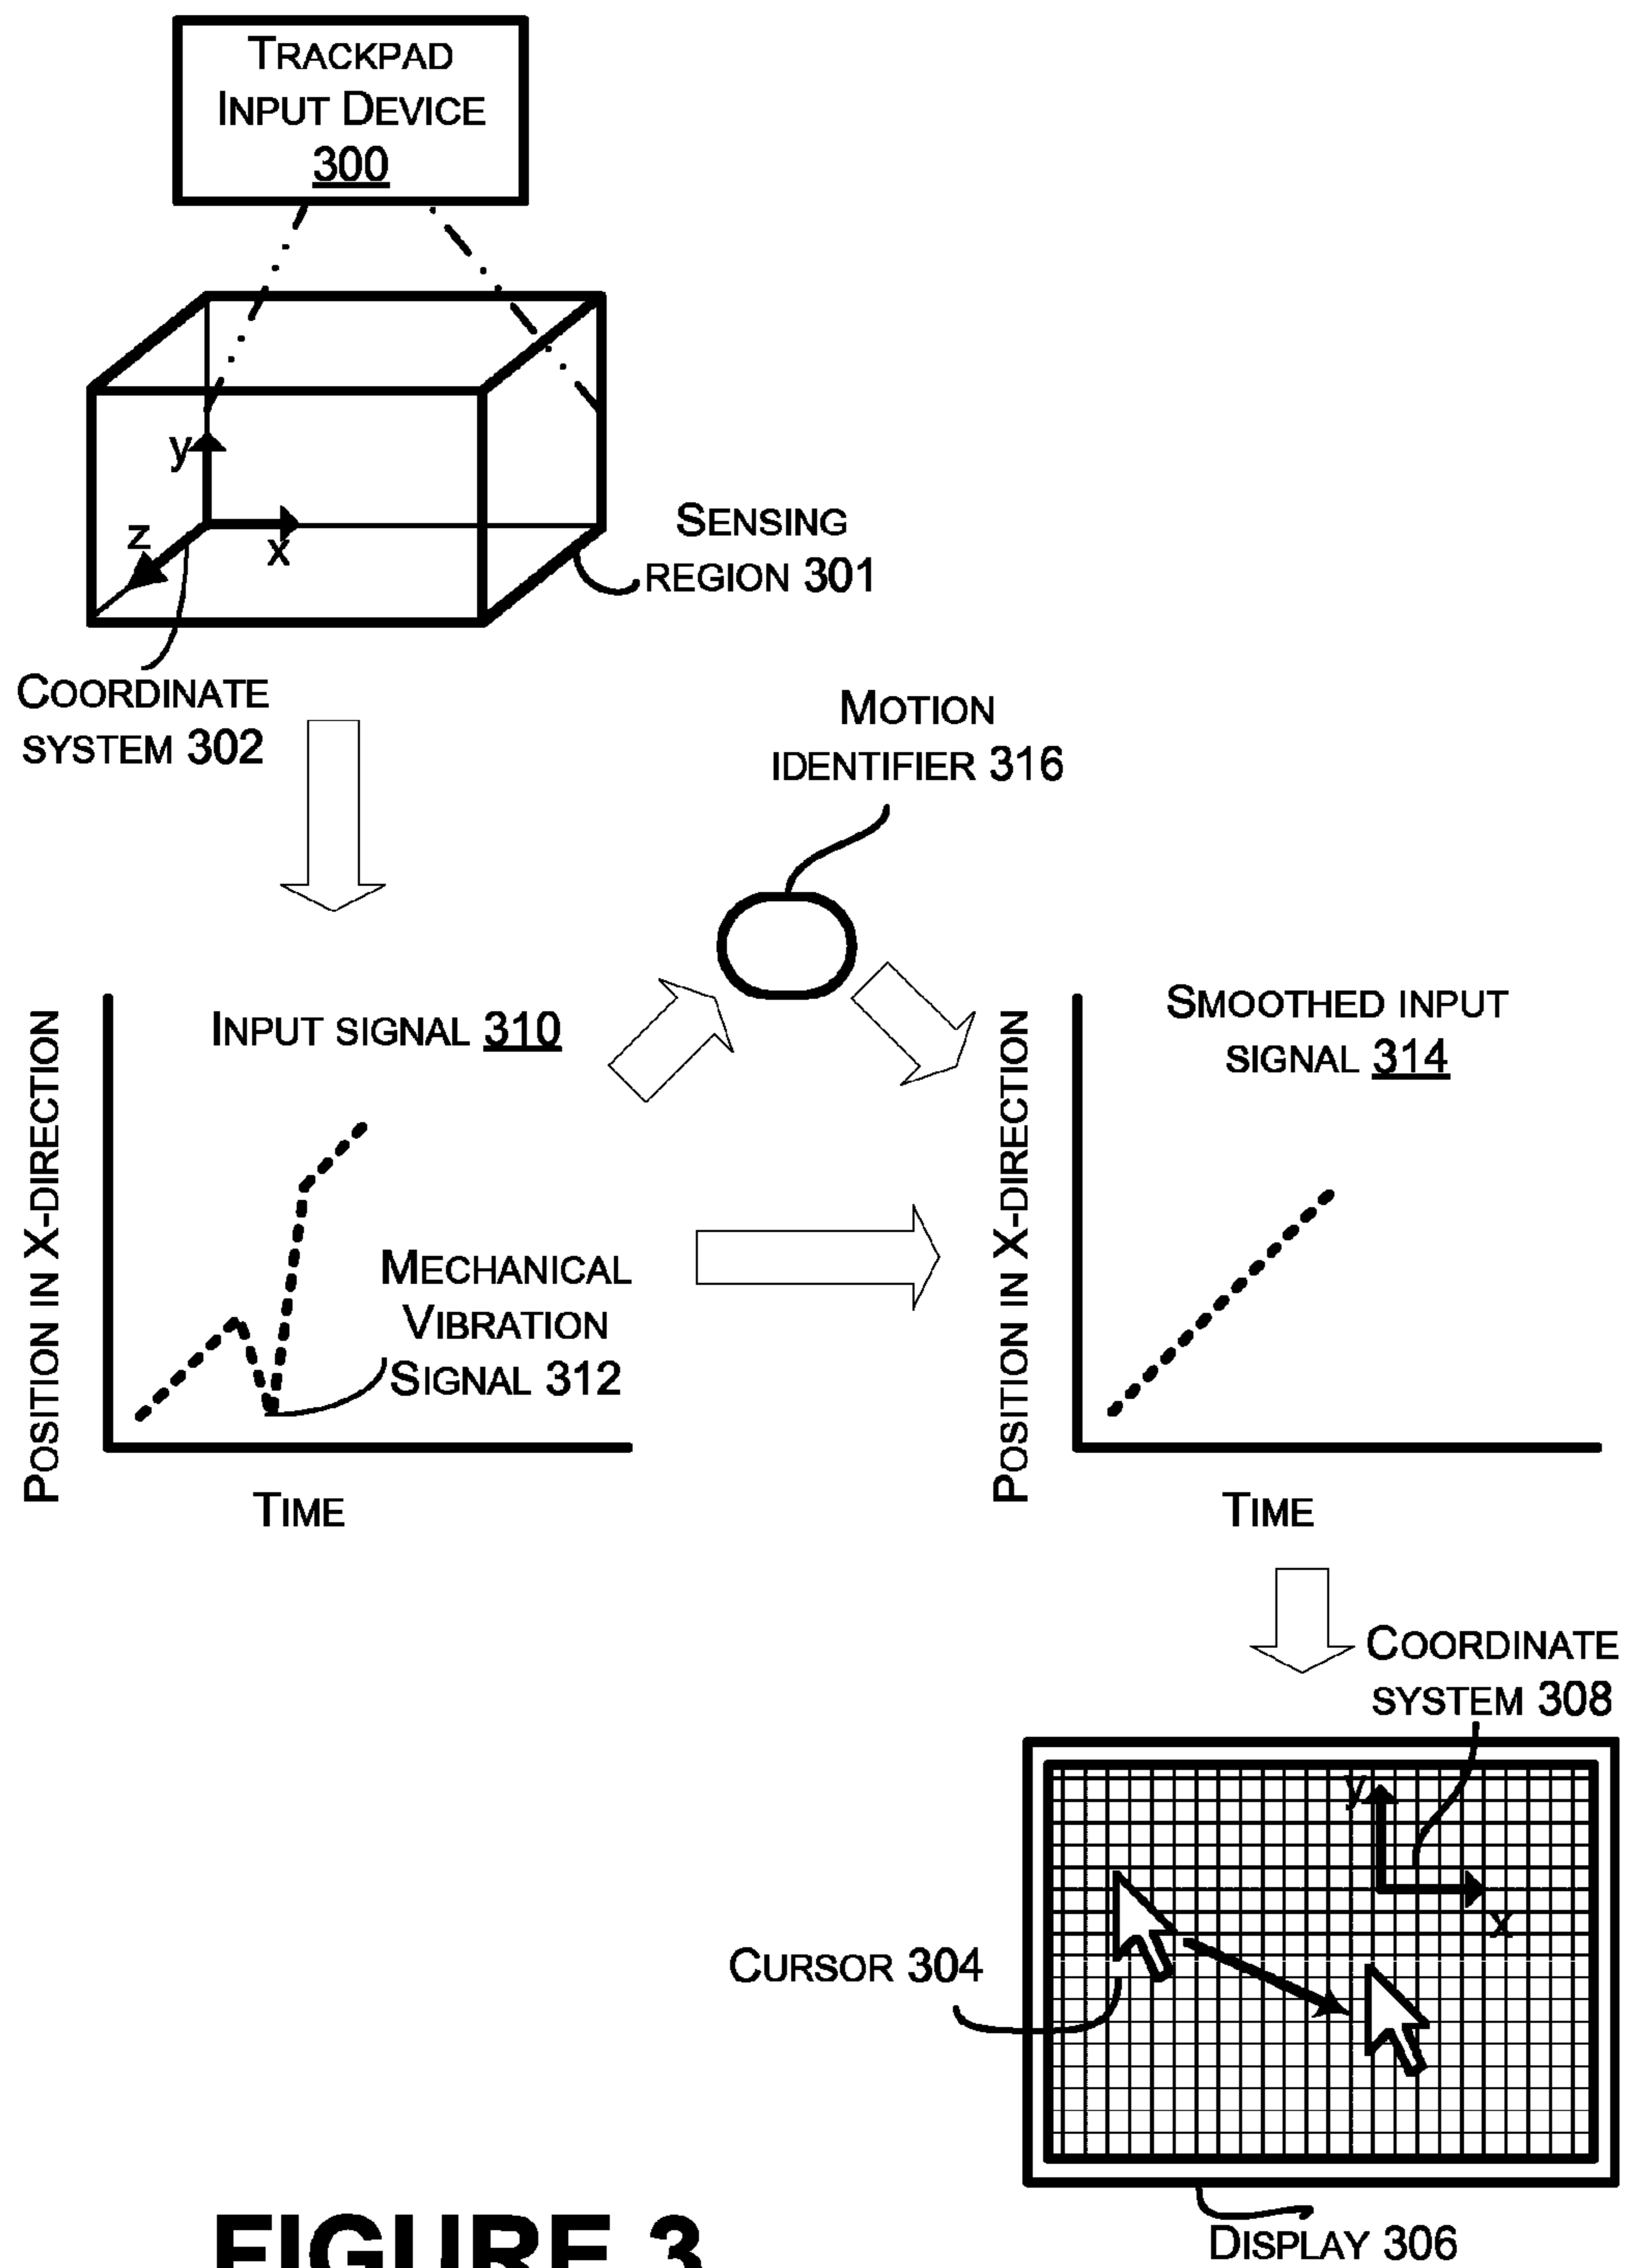 TRACKPAD
INPUT DEVICE
300
y
z
x
SENSING
REGION 301
COORDINATE
SYSTEM 302
MOTION
IDENTIFIER 316
POSITION IN X-DIRECTION
INPUT SIGNAL 310
MECHANICAL
VIBRATION
SIGNAL 312
TIME
POSITION IN X-DIRECTION
SMOOTHED INPUT
SIGNAL 314
TIME
COORDINATE
SYSTEM 308
y
x
CURSOR 304
DISPLAY 306
FIGURE 3